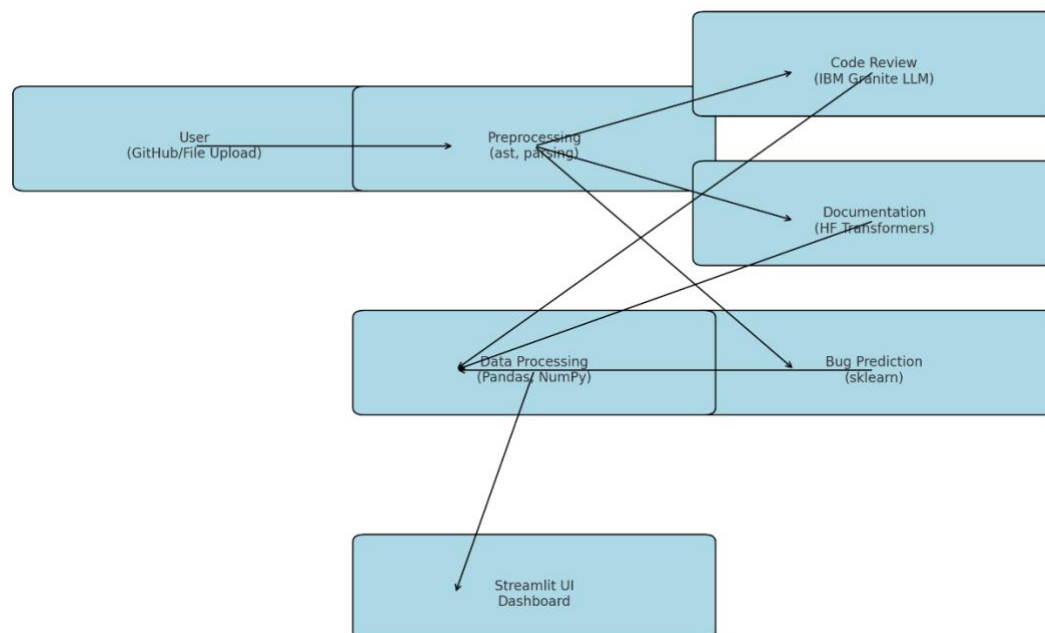 User
(GitHub/File Upload)
Preprocessing
(ast, parsing)
Code Review
(IBM Granite LLM)
Documentation
(HF Transformers)
Data Processing
(Pandas, NumPy)
Bug Prediction
(sklearn)
Streamlit UI
Dashboard